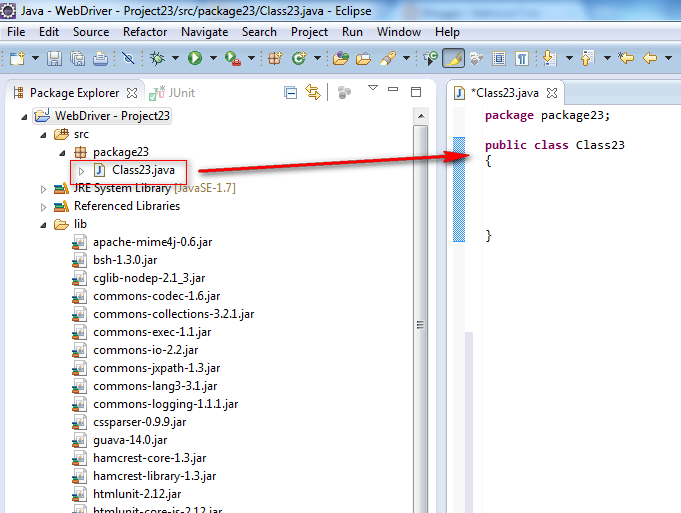 Java - WebDriver - Project23/src/package23/Class23.java - Eclipse
File Edit Source Refactor Navigate Search Project Run Window Help
Package Explorer JUnit
WebDriver - Project23
src
package23
Class23.java
JRE System Library [JavaSE-1.7]
Referenced Libraries
lib
apache-mime4j-0.6.jar
bsh-1.3.0.jar
cglib-nodep-2.1_3.jar
commons-codec-1.6.jar
commons-collections-3.2.1.jar
commons-exec-1.1.jar
commons-io-2.2.jar
commons-jxpath-1.3.jar
commons-lang3-3.1.jar
commons-logging-1.1.1.jar
cssparser-0.9.9.jar
guava-14.0.jar
hamcrest-core-1.3.jar
hamcrest-library-1.3.jar
htmlunit-2.12.jar
htmlunit-core-js-2.12.jar
*Class23.java
package package23;
public class Class23
{
}